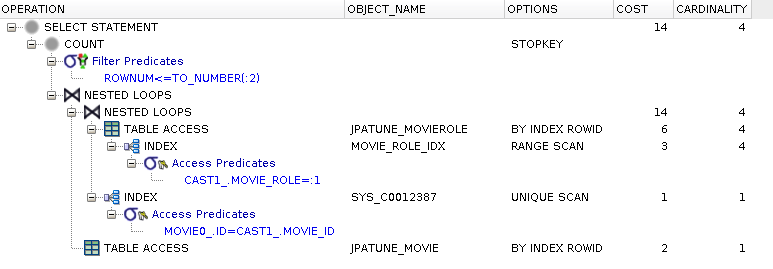 OPERATION OBJECT_NAME OPTIONS COST CARDINALITY
SELECT STATEMENT 14 4
COUNT STOPKEY
Filter Predicates
ROWNUM<=TO_NUMBER(:2)
NESTED LOOPS
NESTED LOOPS 14 4
TABLE ACCESS JPATUNE_MOVIEROLE BY INDEX ROWID 6 4
INDEX MOVIE_ROLE_IDX RANGE SCAN 3 4
Access Predicates
CAST1_.MOVIE_ROLE=:1
INDEX SYS_C0012387 UNIQUE SCAN 1 1
Access Predicates
MOVIE0_.ID=CAST1_.MOVIE_ID
TABLE ACCESS JPATUNE_MOVIE BY INDEX ROWID 2 1